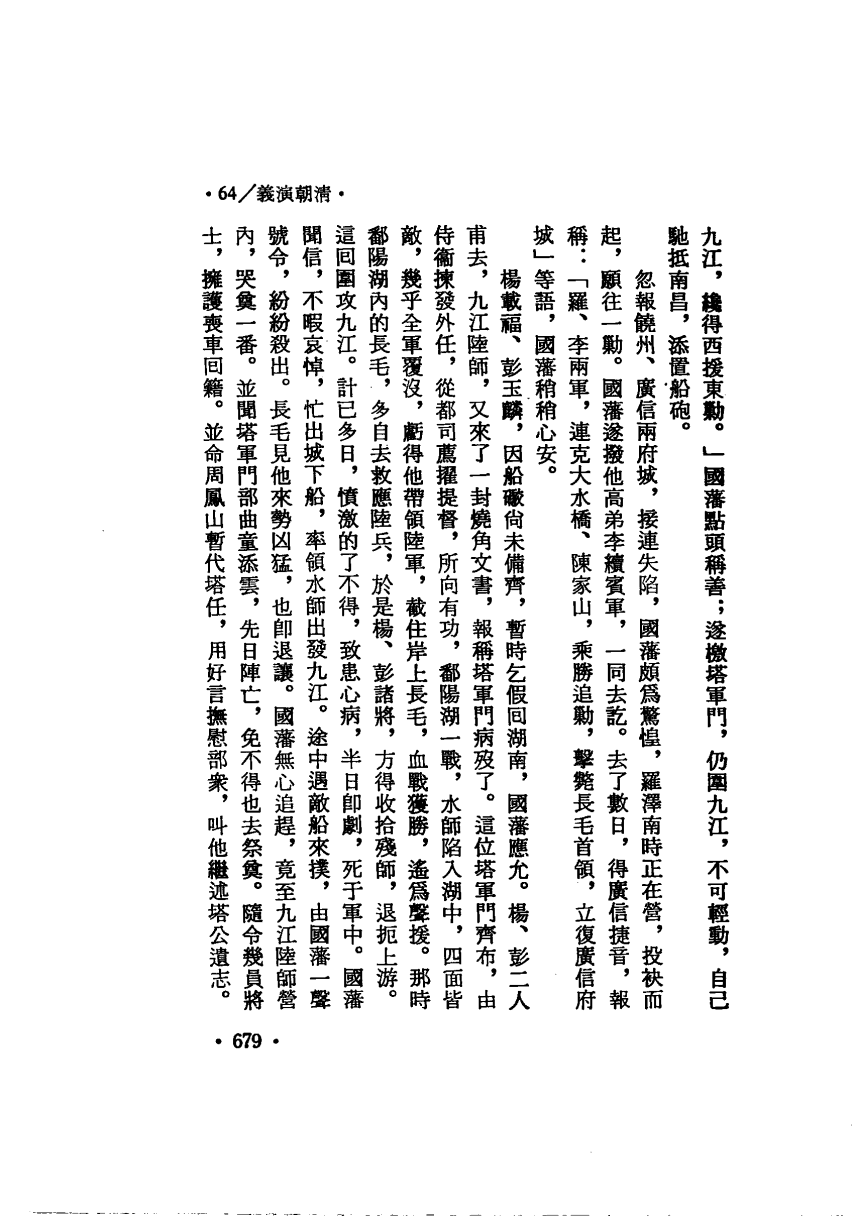 •64/義演朝清•
九江，纔得西援東勦。」國藩點頭稱善；遂檄塔軍門，仍圍九江，不可輕動，自己
馳抵南昌，添置船砲。
忽報饒州、廣信兩府城，接連失陷，國藩頗爲驚惶，羅澤南時正在營，投袂而
起，願往一勦。國藩遂撥他高弟李續賓軍，一同去訖。去了數日，得廣信捷音，報
稱：「羅、李兩軍，連克大水橋、陳家山，乘勝追勦，擊斃長毛首領，立復廣信府
城」等語，國藩稍稍心安。
楊載福、彭玉麟，因船礮尙未備齊，暫時乞假回湖南，國藩應允。楊、彭二人
甫去，九江陸師，又來了一封燒角文書，報稱塔軍門病歿了。這位塔軍門齊布，由
侍衞揀發外任，從都司薦擢提督，所向有功，鄱陽湖一戰，水師陷入湖中，四面皆
敵，幾乎全軍覆沒，虧得他帶領陸軍，截住岸上長毛，血戰獲勝，遙爲聲援。那時
鄱陽湖內的長毛，多自去救應陸兵，於是楊、彭諸將，方得收拾殘師，退扼上游。
這回圍攻九江。計已多日，憤激的了不得，致患心病，半日卽劇，死于軍中。國藩
聞信，不暇哀悼，忙出城下船，率領水師出發九江。途中遇敵船來撲，由國藩一聲
號令，紛紛殺出。長毛見他來勢凶猛，也卽退讓。國藩無心追趕，竟至九江陸師營
內，哭奠一番。並聞塔軍門部曲童添雲，先日陣亡，免不得也去祭奠。隨令幾員將
士，擁護喪車回籍。並命周鳳山暫代塔任，用好言撫慰部衆，叫他繼述塔公遺志。
•679•